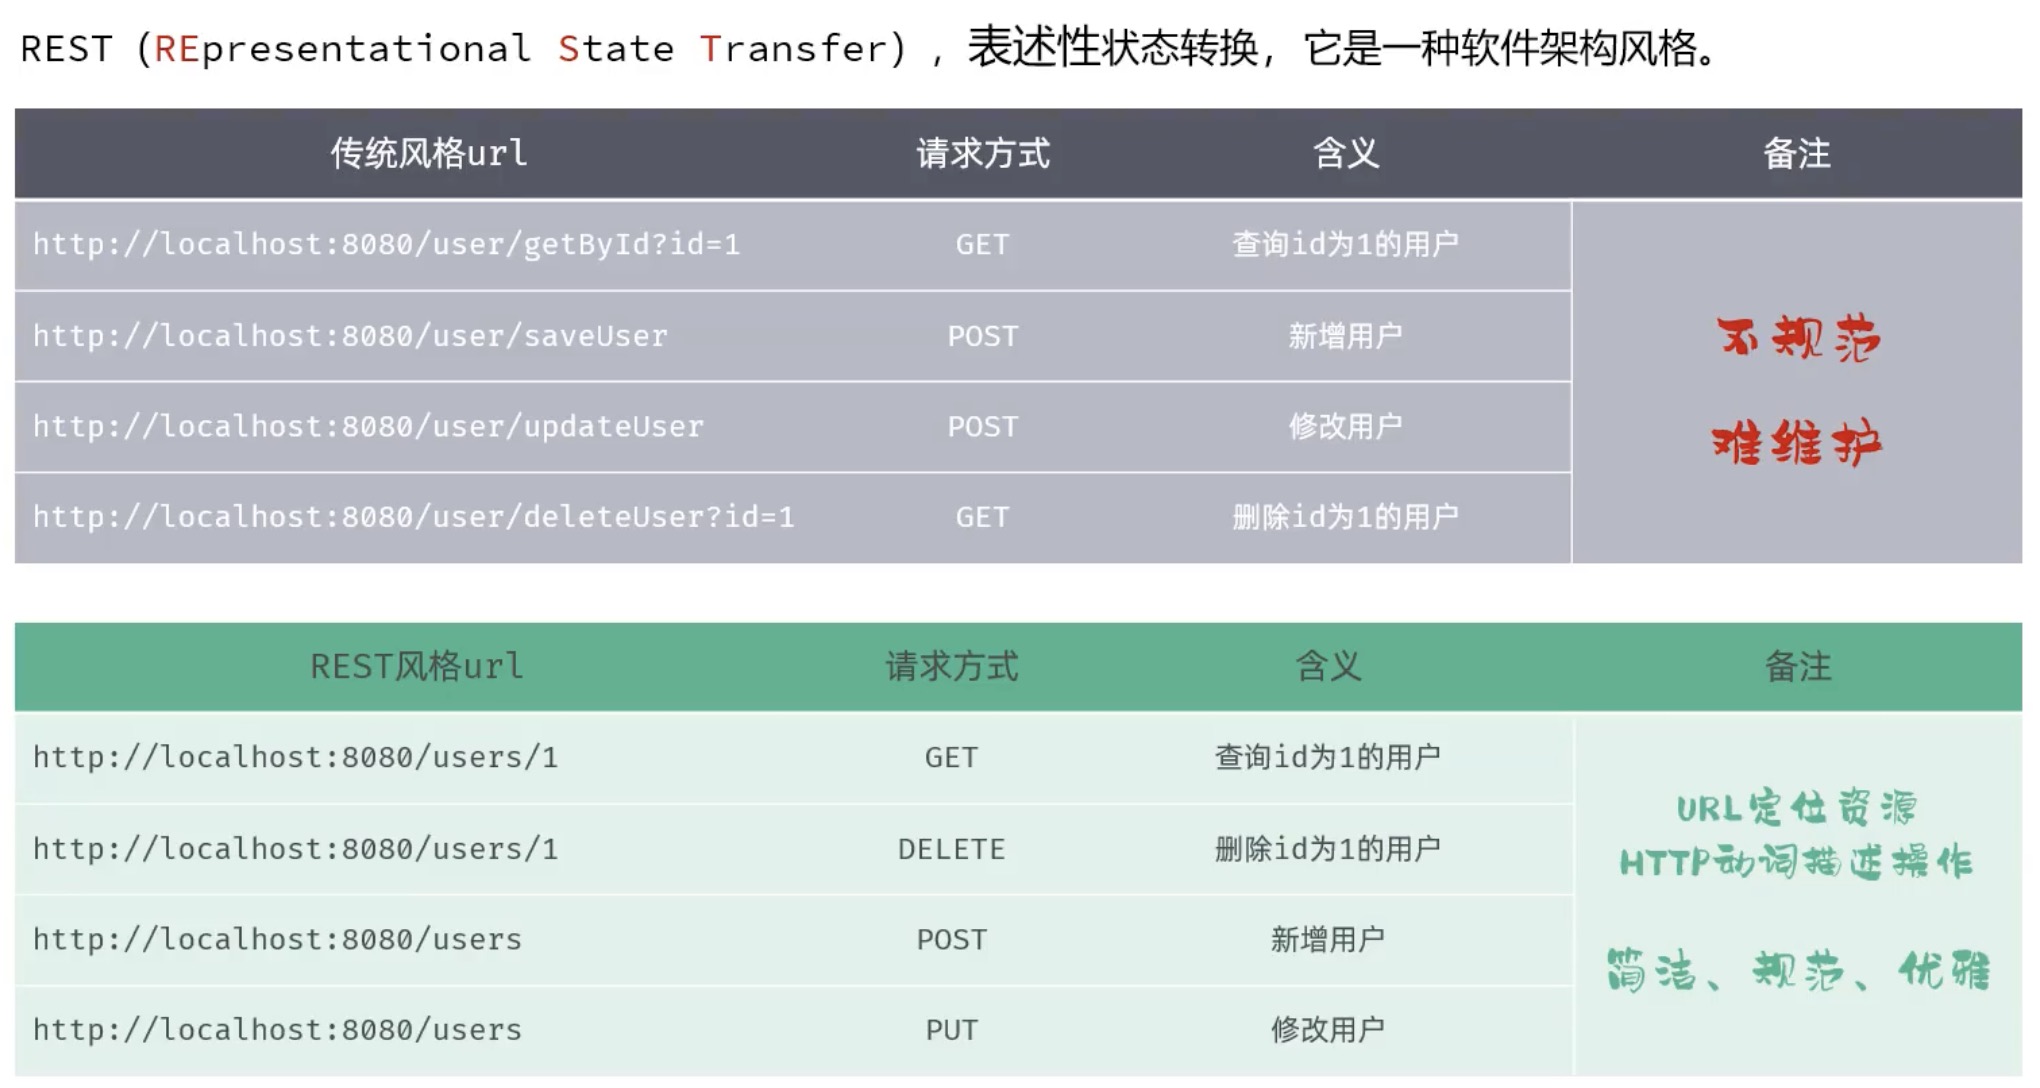 REST（REpresentational State Transfer），表述性状态转换，它是一种软件架构风格。
传统风格url 请求方式 含义 备注
http://localhost:8080/user/getById?id=1 GET 查询id为1的用户
http://localhost:8080/user/saveUser POST 新增用户
http://localhost:8080/user/updateUser POST 修改用户
http://localhost:8080/user/deleteUser?id=1 GET 删除id为1的用户
不规范
难维护
REST风格url 请求方式 含义 备注
http://localhost:8080/users/1 GET 查询id为1的用户
http://localhost:8080/users/1 DELETE 删除id为1的用户
http://localhost:8080/users POST 新增用户
http://localhost:8080/users PUT 修改用户
URL定位资源
HTTP动词描述操作
简洁、规范、优雅